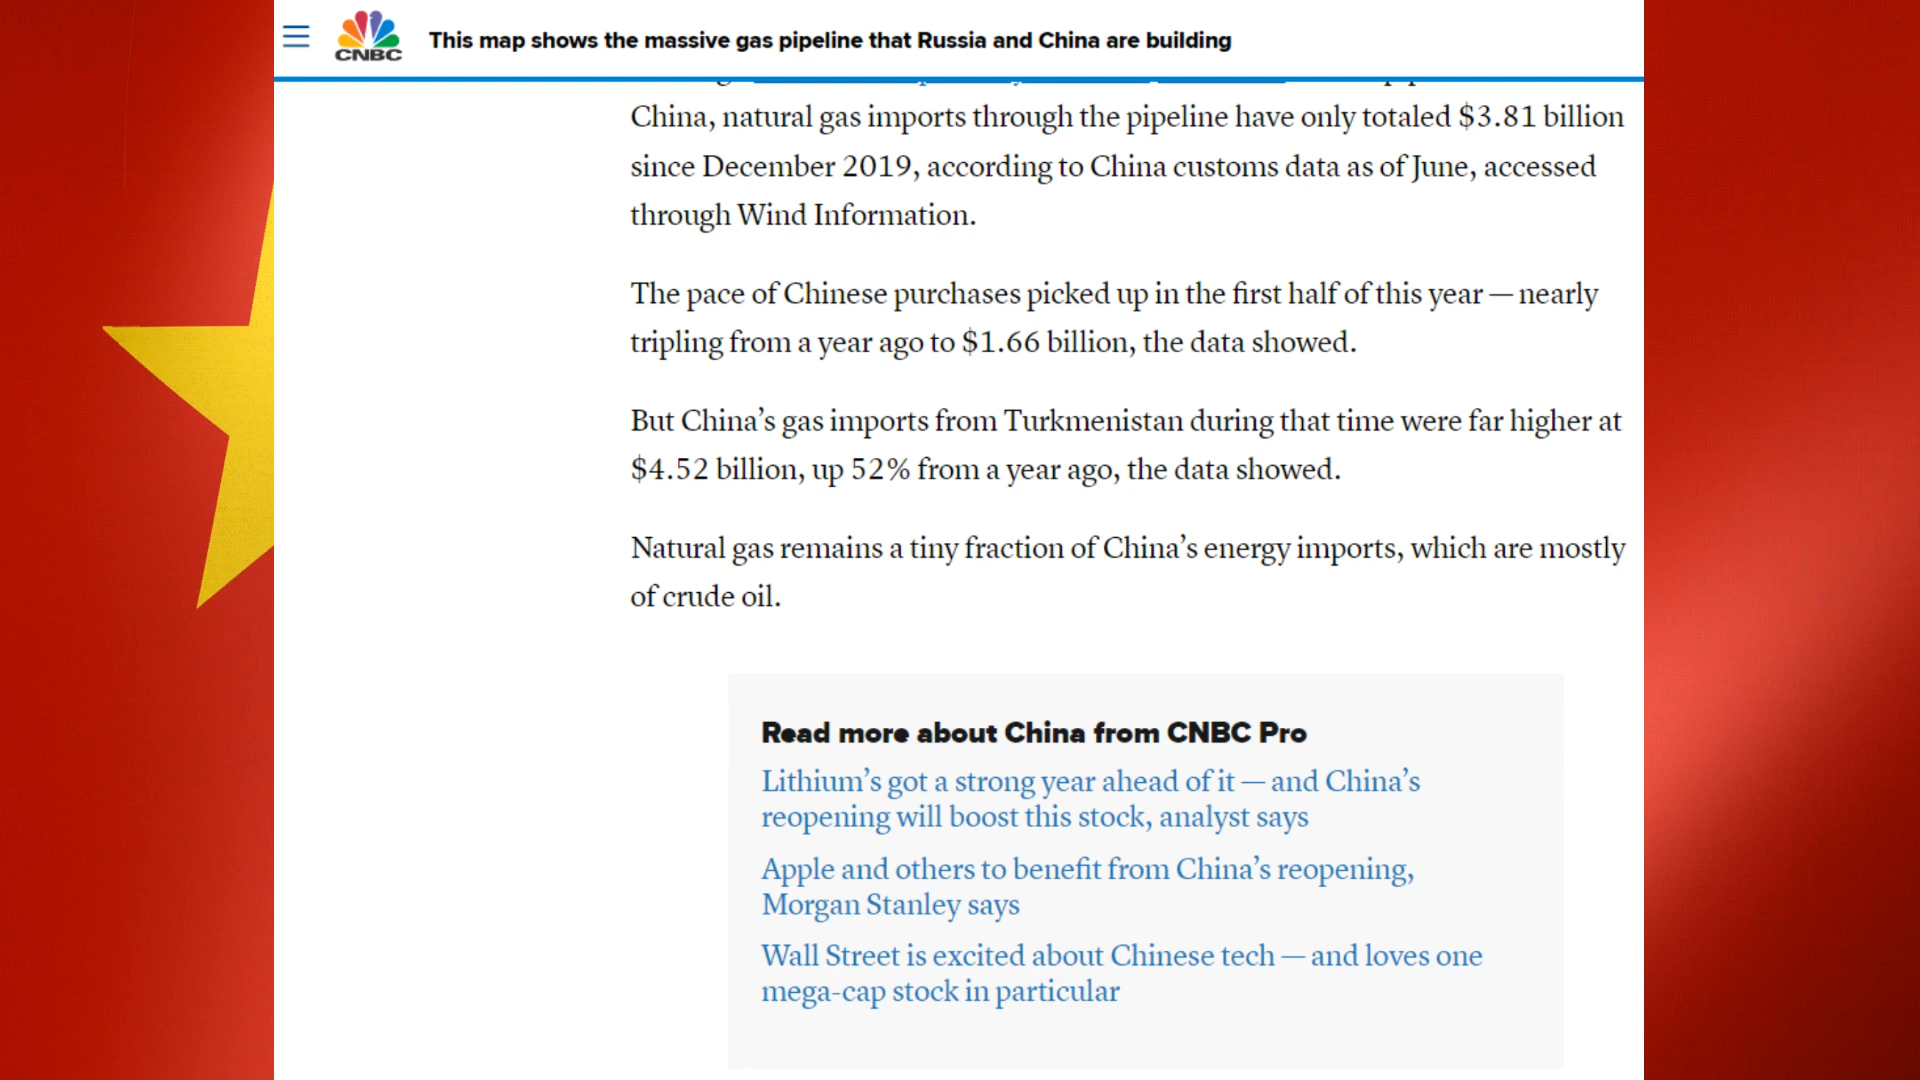 CNBC
This map shows the massive gas pipeline that Russia and China are building
China, natural gas imports through the pipeline have only totaled $3.81 billion
since December 2019, according to China customs data as of June, accessed
through Wind Information.
The pace of Chinese purchases picked up in the first half of this year — nearly
tripling from a year ago to $1.66 billion, the data showed.
But China’s gas imports from Turkmenistan during that time were far higher at
$4.52 billion, up 52% from a year ago, the data showed.
Natural gas remains a tiny fraction of China’s energy imports, which are mostly
of crude oil.
Read more about China from CNBC Pro
Lithium’s got a strong year ahead of it — and China’s
reopening will boost this stock, analyst says
Apple and others to benefit from China’s reopening,
Morgan Stanley says
Wall Street is excited about Chinese tech — and loves one
mega-cap stock in particular